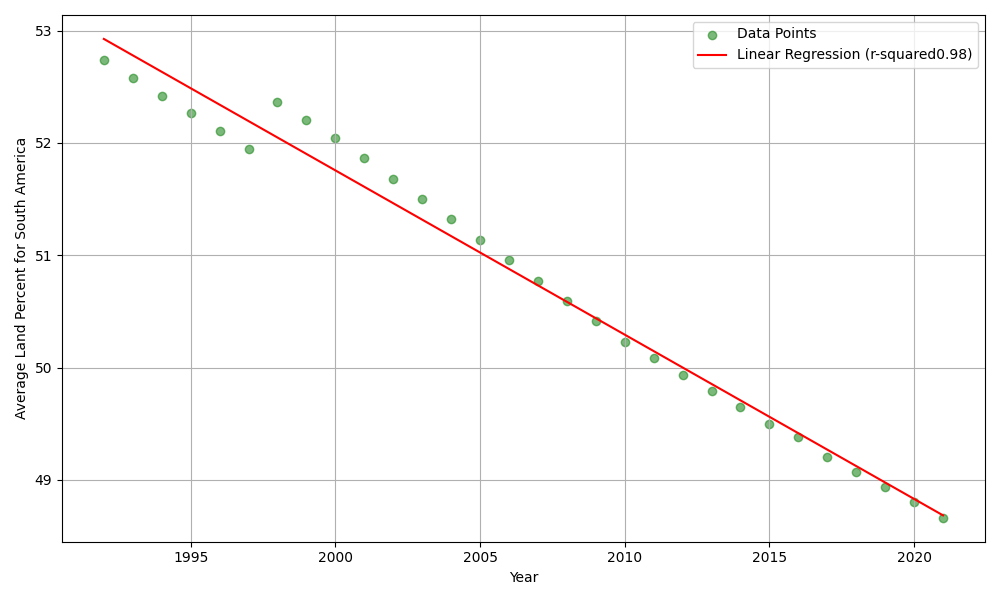 53
52
51
50
49
Average Land Percent for South America
Data Points
Linear Regression (r-squared0.98)
1995
2000
2005
2010
2015
2020
Year